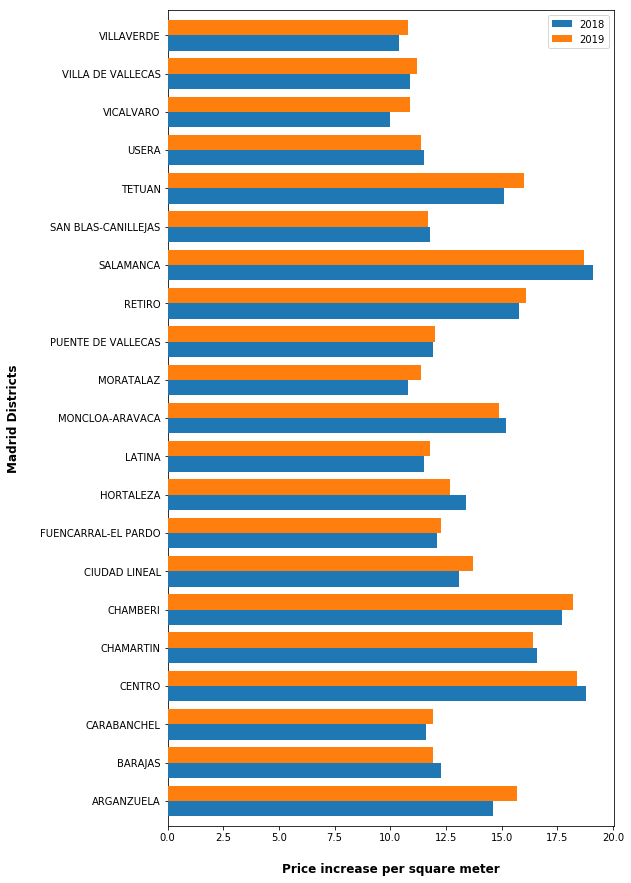 2018
2019
VILLAVERDE
VILLA DE VALLECAS
VICALVARO
USERA
TETUAN
SAN BLAS-CANILLEJAS
SALAMANCA
RETIRO
PUENTE DE VALLECAS
MORATALAZ
MONCLOA-ARAVACA
LATINA
HORTALEZA
FUENCARRAL-EL PARDO
CIUDAD LINEAL
CHAMBERI
CHAMARTIN
CENTRO
CARABANCHEL
BARAJAS
ARGANZUELA
Madrid Districts
0.0 2.5 5.0 7.5 10.0 12.5 15.0 17.5 20.0
Price increase per square meter